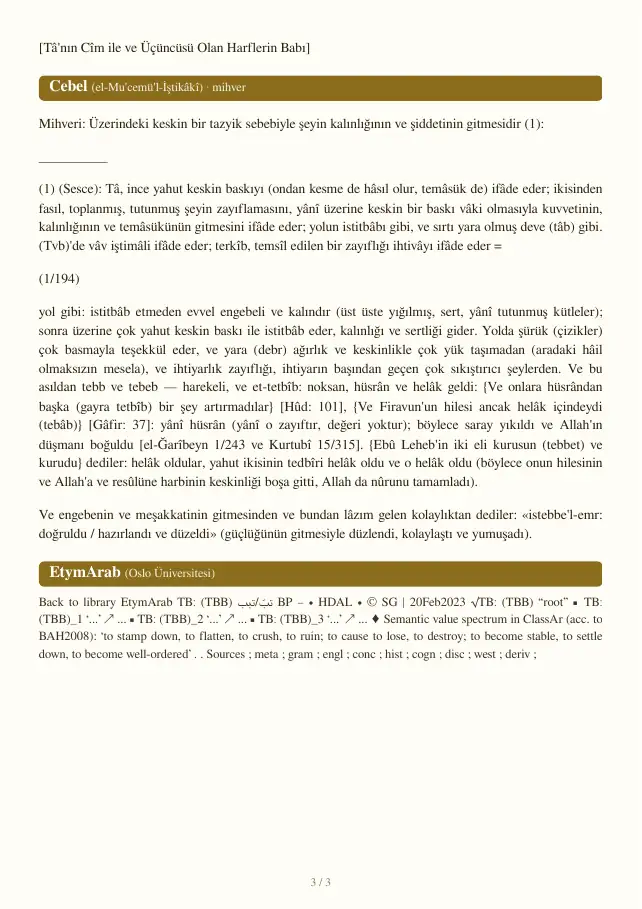 [Tâ'nın Cîm ile ve Üçüncüsü Olan Harflerin Babı]
Cebel (el-Mu'cemü'l-İştikâkî) · mihver
Mihveri: Üzerindeki keskin bir tazyik sebebiyle şeyin kalınlığının ve şiddetinin gitmesidir (1):
___________
(1) (Sesce): Tâ, ince yahut keskin baskıyı (ondan kesme de hâsıl olur, temâsük de) ifâde eder; ikisinden
fasıl, toplanmış, tutunmuş şeyin zayıflamasını, yânî üzerine keskin bir baskı vâki olmasıyla kuvvetinin,
kalınlığının ve temâsükünün gitmesini ifâde eder; yolun istitbâbı gibi, ve sırtı yara olmuş deve (tâb) gibi.
(Tvb)'de vâv iştimâli ifâde eder; terkîb, temsîl edilen bir zayıflığı ihtivâyı ifâde eder =
(1/194)
yol gibi: istitbâb etmeden evvel engebeli ve kalındır (üst üste yığılmış, sert, yânî tutunmuş kütleler);
sonra üzerine çok yahut keskin baskı ile istitbâb eder, kalınlığı ve sertliği gider. Yolda şürük (çizikler)
çok basmayla teşekkül eder, ve yara (debr) ağırlık ve keskinlikle çok yük taşımadan (aradaki hâil
olmaksızın mesela), ve ihtiyarlık zayıflığı, ihtiyarın başından geçen çok sıkıştırıcı şeylerden. Ve bu
asıldan tebb ve tebeb — harekeli, ve et-tetbîb: noksan, hüsrân ve helâk geldi: {Ve onlara hüsrândan
başka (gayra tetbîb) bir şey artırmadılar} [Hûd: 101], {Ve Firavun'un hilesi ancak helâk içindeydi
(tebâb)} [Gâfir: 37]: yânî hüsrân (yânî o zayıftır, değeri yoktur); böylece saray yıkıldı ve Allah'ın
düşmanı boğuldu [el-Ğarîbeyn 1/243 ve Kurtubî 15/315]. {Ebû Leheb'in iki eli kurusun (tebbet) ve
kurudu} dediler: helâk oldular, yahut ikisinin tedbîri helâk oldu ve o helâk oldu (böylece onun hilesinin
ve Allah'a ve resûlüne harbinin keskinliği boşa gitti, Allah da nûrunu tamamladı).
Ve engebenin ve meşakkatinin gitmesinden ve bundan lâzım gelen kolaylıktan dediler: «istebbe'l-emr:
doğruldu / hazırlandı ve düzeldi» (güçlüğünün gitmesiyle düzlendi, kolaylaştı ve yumuşadı).
EtymArab (Oslo Üniversitesi)
Back to library EtymArab TB: (TBB) تبّ/تبب BP – • HDAL • © SG | 20Feb2023 √TB: (TBB) “root” ▪ TB:
(TBB)_1 ‘...’ ↗ ... ▪ TB: (TBB)_2 ‘...’ ↗ ... ▪ TB: (TBB)_3 ‘...’ ↗ ... ♦ Semantic value spectrum in ClassAr (acc. to
BAH2008): ‘to stamp down, to flatten, to crush, to ruin; to cause to lose, to destroy; to become stable, to settle
down, to become well-ordered’ . . Sources ; meta ; gram ; engl ; conc ; hist ; cogn ; disc ; west ; deriv ;
3 / 3